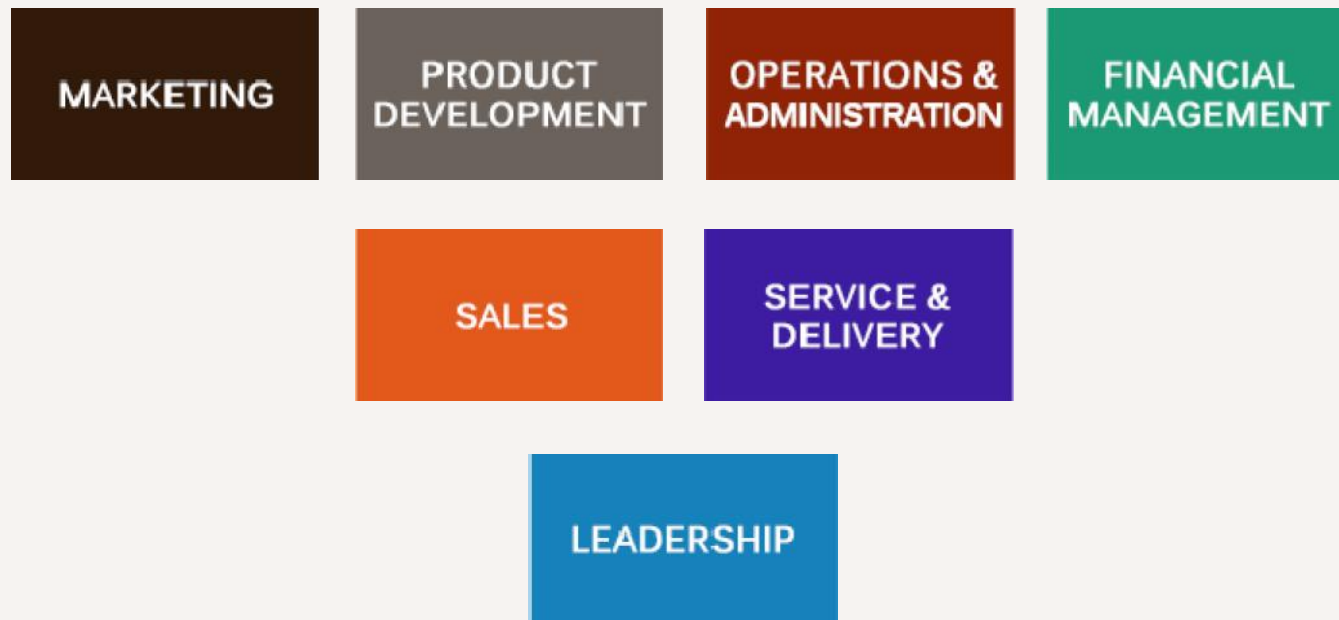 MARKETING
PRODUCT
DEVELOPMENT
OPERATIONS &
ADMINISTRATION
FINANCIAL
MANAGEMENT
SALES
SERVICE &
DELIVERY
LEADERSHIP